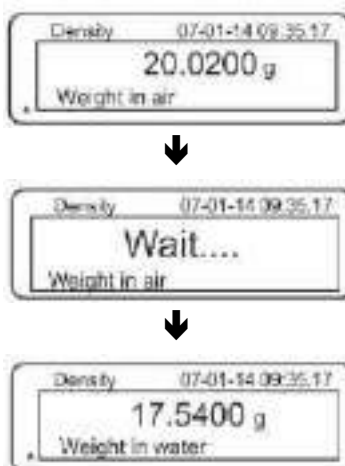 Density 07-01-14 09:35.17
20.0200 g
Weight in air
Density 07-01-14 09:35.17
Wait....
Weight in air
Density 07-01-14 09:35.17
17.5400 g
Weight in water